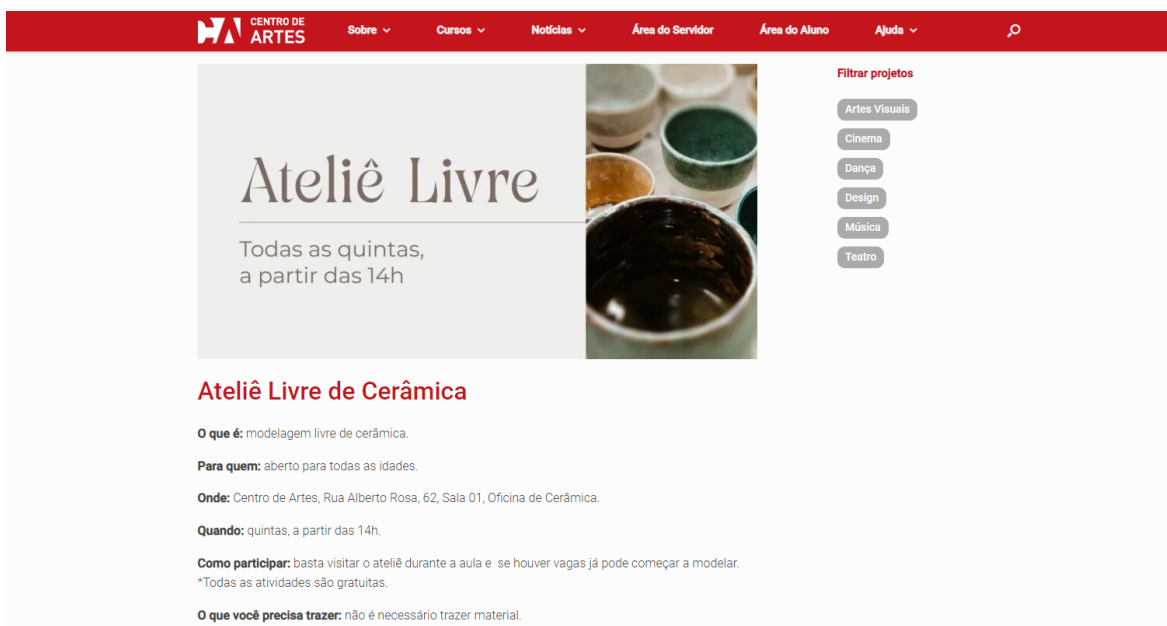 CA CENTRO DE
ARTES
Sobre Cursos Notícias Área do Servidor Área do Aluno Ajuda
Ateliê Livre
Todas as quintas,
a partir das 14h
Filtrar projetos
Artes Visuais
Cinema
Dança
Design
Música
Teatro
Ateliê Livre de Cerâmica
O que é: modelagem livre de cerâmica.
Para quem: aberto para todas as idades.
Onde: Centro de Artes, Rua Alberto Rosa, 62, Sala 01, Oficina de Cerâmica.
Quando: quintas, a partir das 14h.
Como participar: basta visitar o ateliê durante a aula e se houver vagas já pode começar a modelar.
*Todas as atividades são gratuitas.
O que você precisa trazer: não é necessário trazer material.